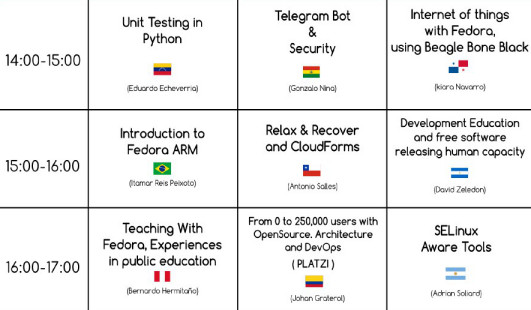 14:00-15:00
Unit Testing in
Python
(Eduardo Echeverria)
Telegram Bot
&
Security
(Gonzalo Nina)
Internet of things
with Fedora,
using Beagle Bone Black
(kiara Navarro)
15:00-16:00
Introduction to
Fedora ARM
(Itamar Reis Peixoto)
Relax & Recover
and CloudForms
(Antonio Salles)
Development Education
and free software
releasing human capacity
(David Zeledon)
16:00-17:00
Teaching With
Fedora, Experiences
in public education
(Bernardo Hermitaño)
From 0 to 250,000 users with
OpenSource. Architecture
and DevOps
( PLATZI )
(Johan Graterol)
SELinux
Aware Tools
(Adrian Soliard)